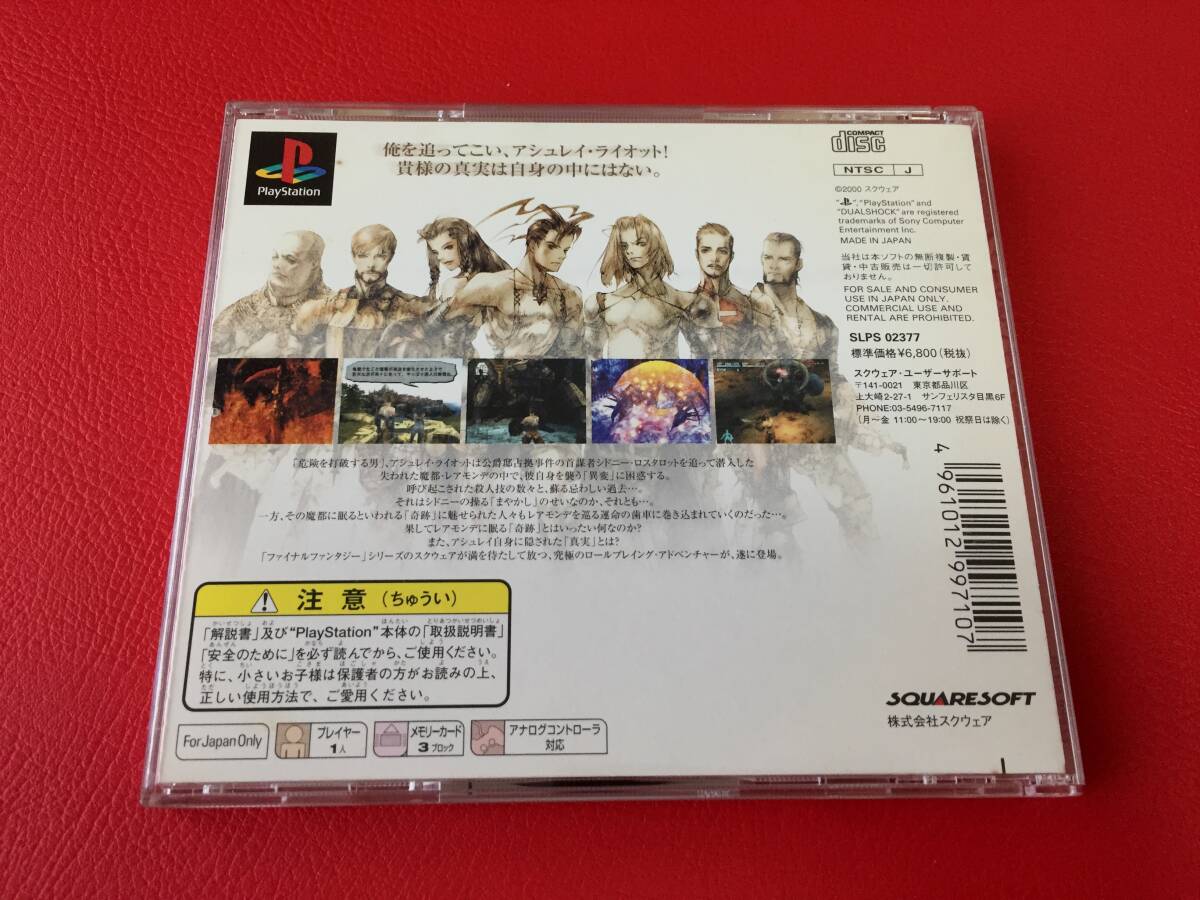 PlayStation
俺を追ってこい、アシュレイ・ライオット!
貴様の真実は自身の中にはない。
COMPACT
disc
NTSC J
©2000 スクウェア
"PS", "PlayStation" and
"DUALSHOCK" are registered
trademarks of Sony Computer
Entertainment Inc.
MADE IN JAPAN
当社は本ソフトの無断複製・賃
貸・中古販売は一切許可して
おりません。
FOR SALE AND CONSUMER
USE IN JAPAN ONLY.
COMMERCIAL USE AND
RENTAL ARE PROHIBITED.
SLPS 02377
標準価格¥6,800(税抜)
スクウェア・ユーザーサポート
〒141-0021 東京都品川区
上大崎2-27-1 サンフェリスタ目黒6F
PHONE:03-5496-7117
(月〜金 11:00〜19:00 祝祭日は除く)
「危険を打破する男」、アシュレイ・ライオットは公爵邸占拠事件の首謀者シドニー・ロスタロットを追って潜入した
失われた魔都・レアモンデの中で、彼自身を襲う「異変」に困惑する。
呼び起こされた殺人技の数々と、蘇る忌わしい過去…。
それはシドニーの操る「まやかし」のせいなのか、それとも…。
一方、その魔都に眠るといわれる「奇跡」に魅せられた人々もレアモンデを巡る運命の歯車に巻き込まれていくのだった…。
果してレアモンデに眠る「奇跡」とはいったい何なのか?
また、アシュレイ自身に隠された「真実」とは?
「ファイナルファンタジー」シリーズのスクウェアが満を侍たして放つ、究極のロールプレイング・アドベンチャーが、遂に登場。
4 961012 997107
注意(ちゅうい)
「解説書」及び"PlayStation"本体の「取扱説明書」
「安全のために」を必ず読んでから、ご使用ください。
特に、小さいお子様は保護者の方がお読みの上、
正しい使用方法で、ご愛用ください。
For Japan Only
プレイヤー
1人
メモリーカード
3ブロック
アナログコントローラ
対応
SQUARESOFT
株式会社スクウェア